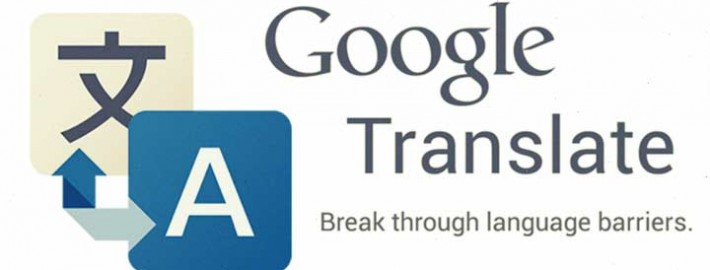 文
A
Google
Translate
Break through language barriers.